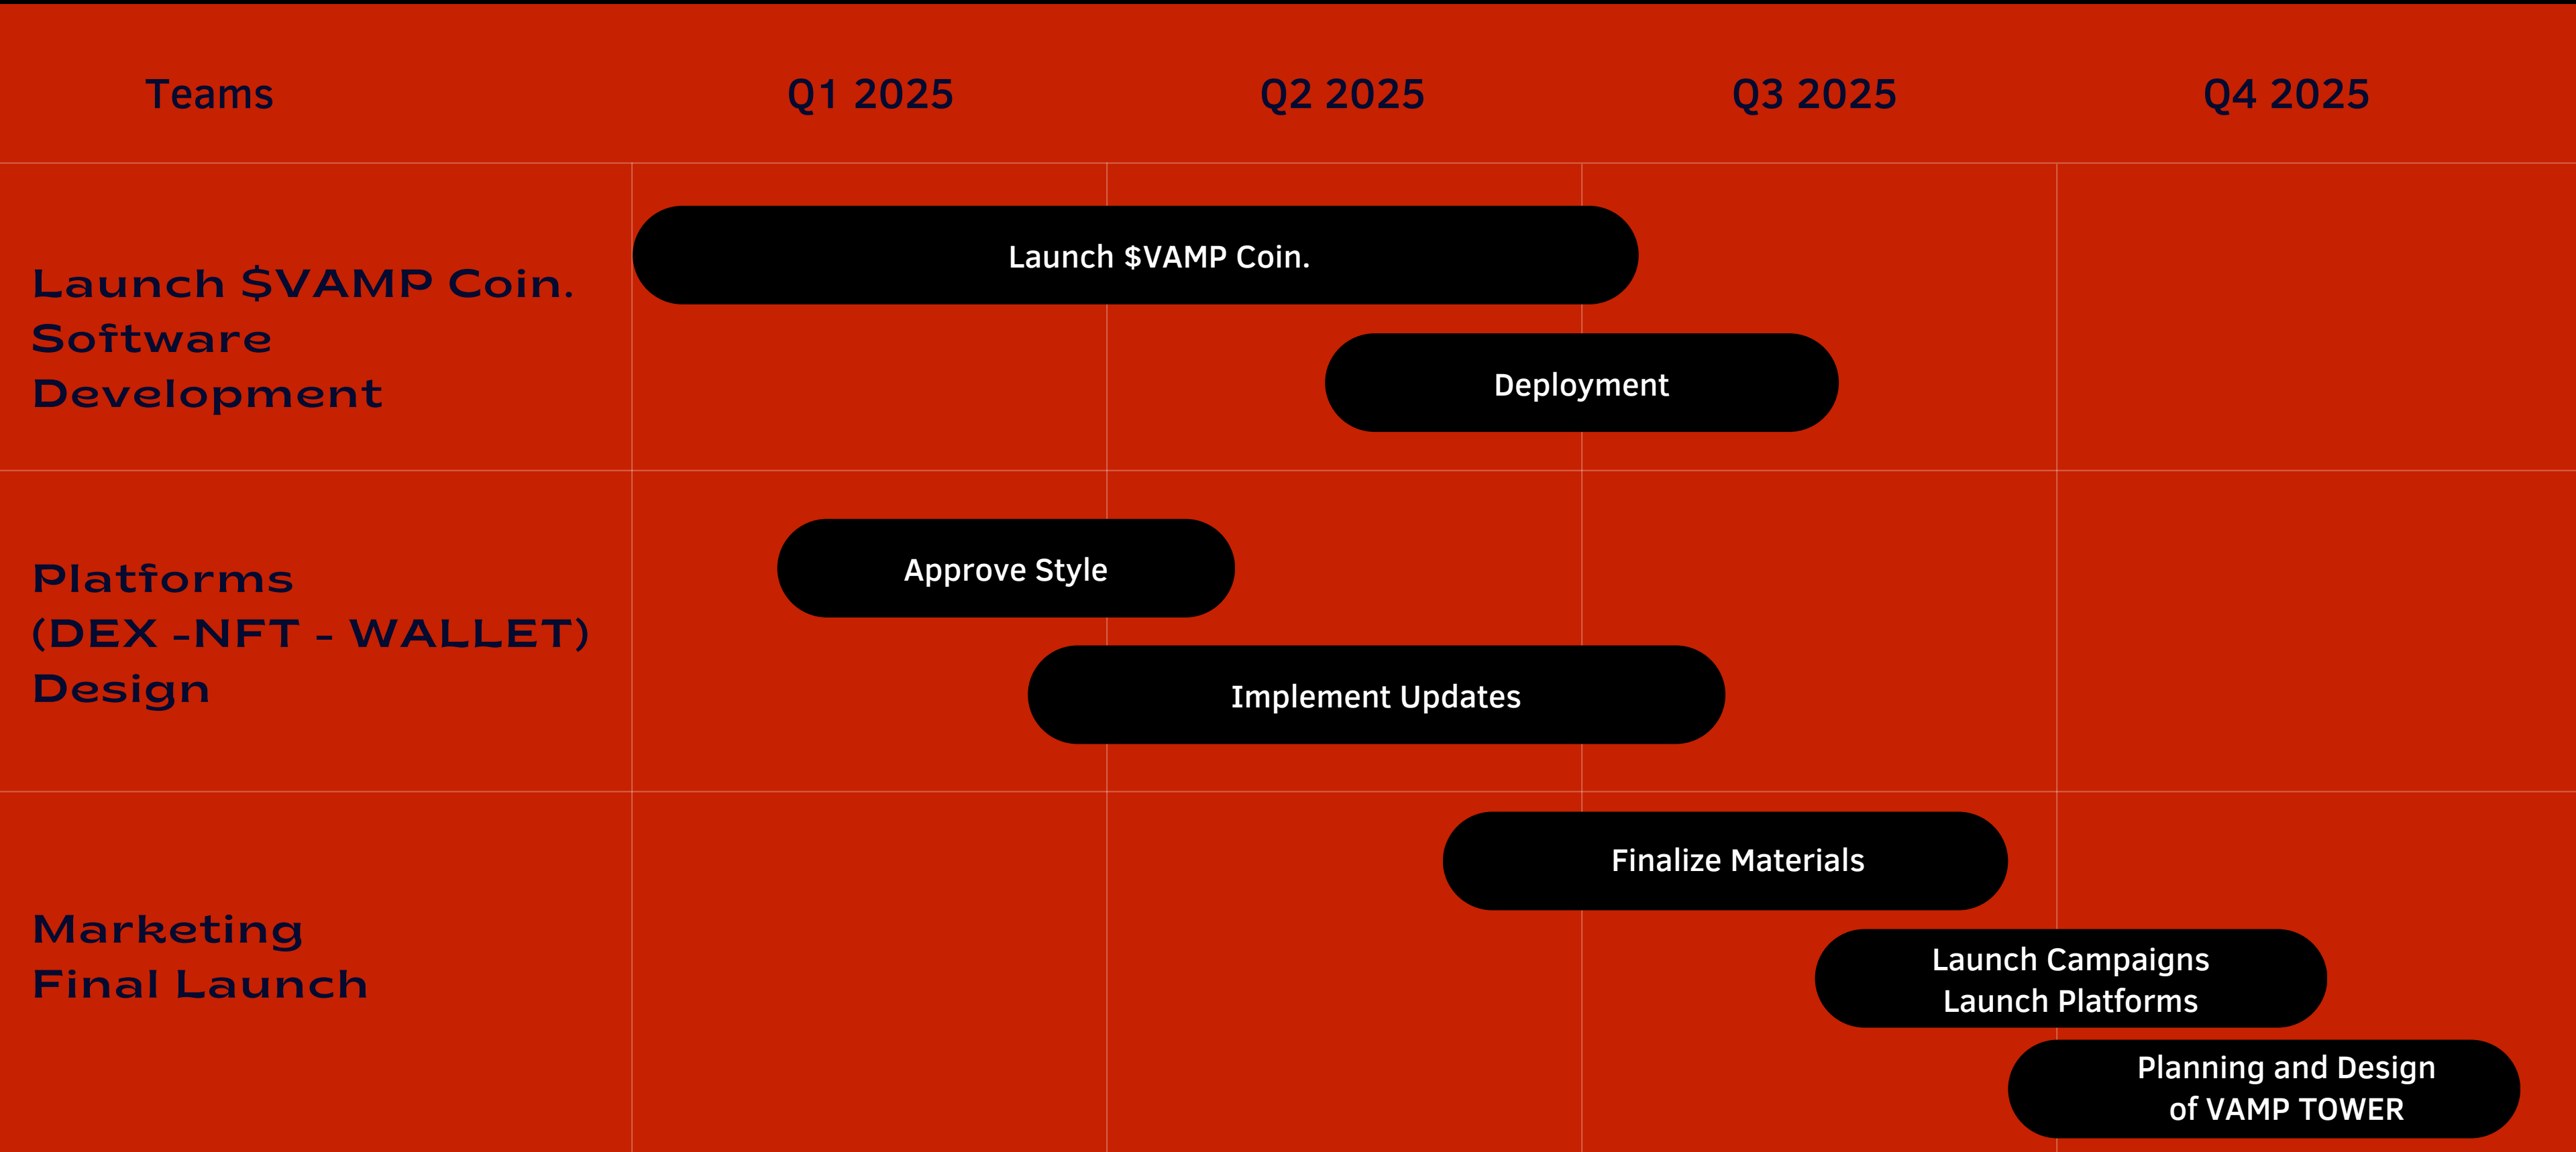 Teams
Q1 2025
Q2 2025
Q3 2025
Q4 2025
Launch $VAMP Coin.
Software
Development
Launch $VAMP Coin.
Deployment
Platforms
(DEX -NFT - WALLET)
Design
Approve Style
Implement Updates
Marketing
Final Launch
Finalize Materials
Launch Campaigns
Launch Platforms
Planning and Design
of VAMP TOWER